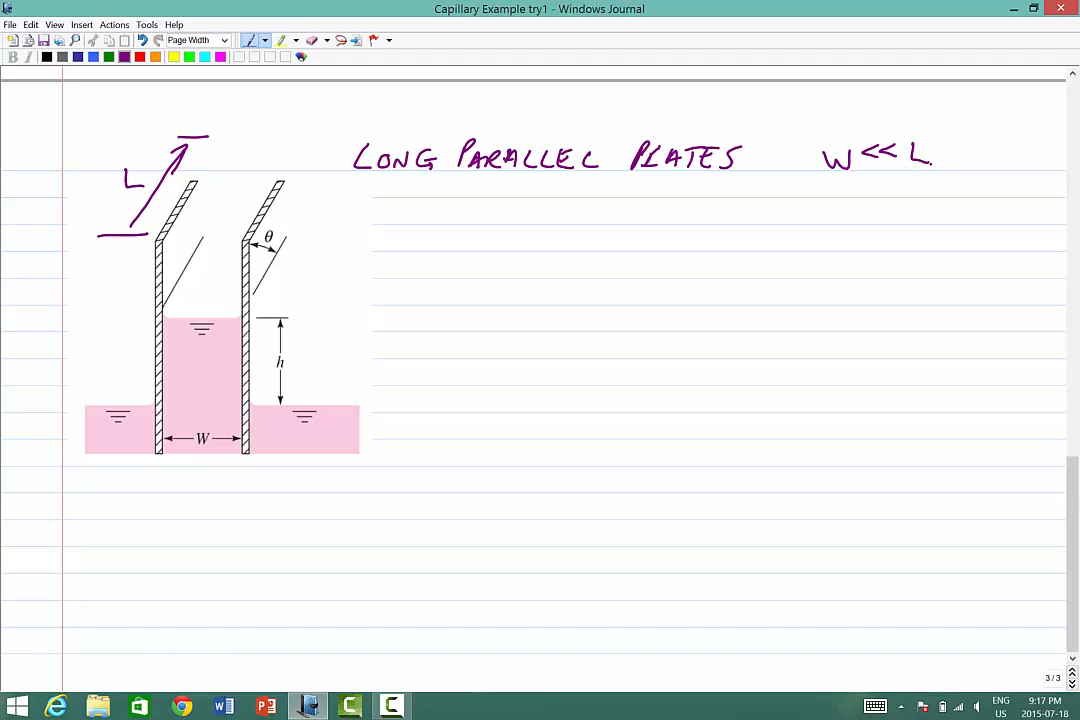 Capillary Example try1 - Windows Journal
File Edit View Insert Actions Tools Help
Page Width
B I
LONG PARALLEL PLATES W << L
L
θ
h
W
3 / 3
ENG 9:17 PM
US 2015-07-18